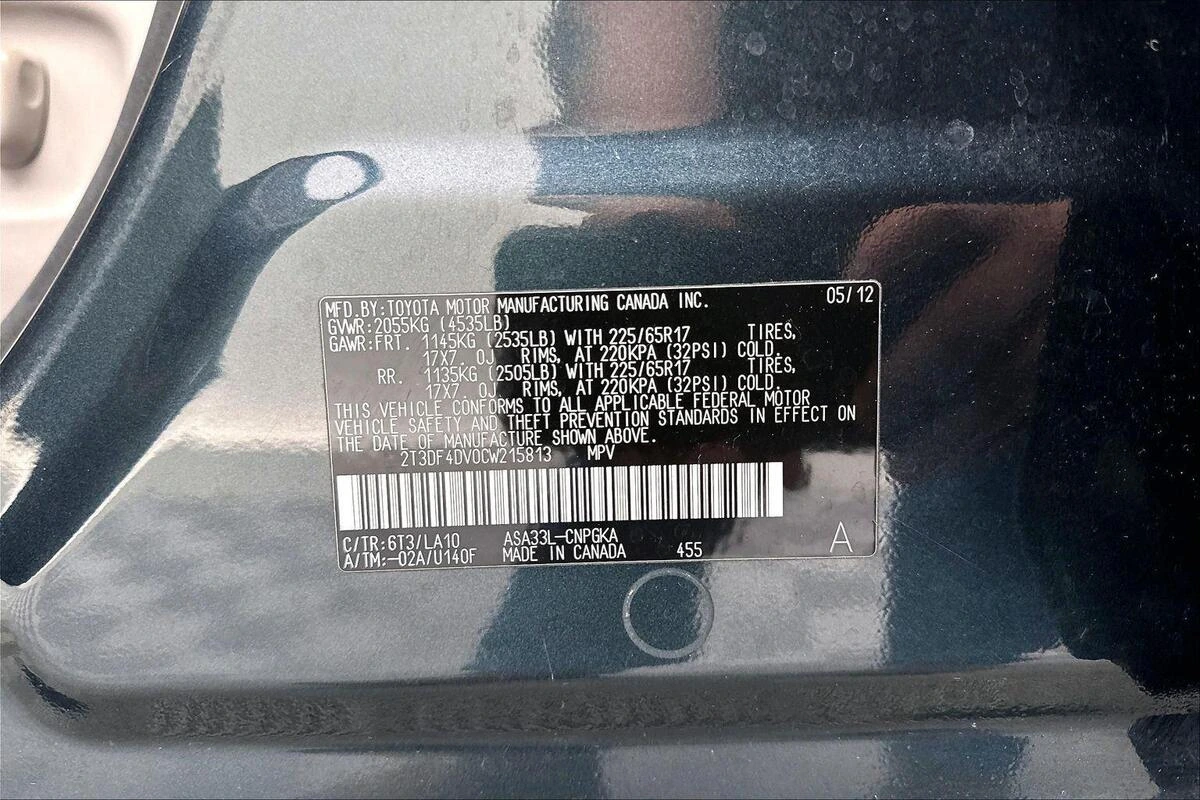 MFD.BY:TOYOTA MOTOR MANUFACTURING CANADA INC. 05/12
GVWR:2055KG (4535LB)
GAWR:FRT. 1145KG (2535LB) WITH 225/65R17 TIRES,
17X7.0J RIMS, AT 220KPA (32PSI) COLD.
RR. 1135KG (2505LB) WITH 225/65R17 TIRES,
17X7.0J RIMS, AT 220KPA (32PSI) COLD.
THIS VEHICLE CONFORMS TO ALL APPLICABLE FEDERAL MOTOR
VEHICLE SAFETY AND THEFT PREVENTION STANDARDS IN EFFECT ON
THE DATE OF MANUFACTURE SHOWN ABOVE.
2T3DF4DV0CW215813 MPV
C/TR:6T3/LA10 ASA33L-CNPGKA
A/TM:-02A/U140F MADE IN CANADA 455 A